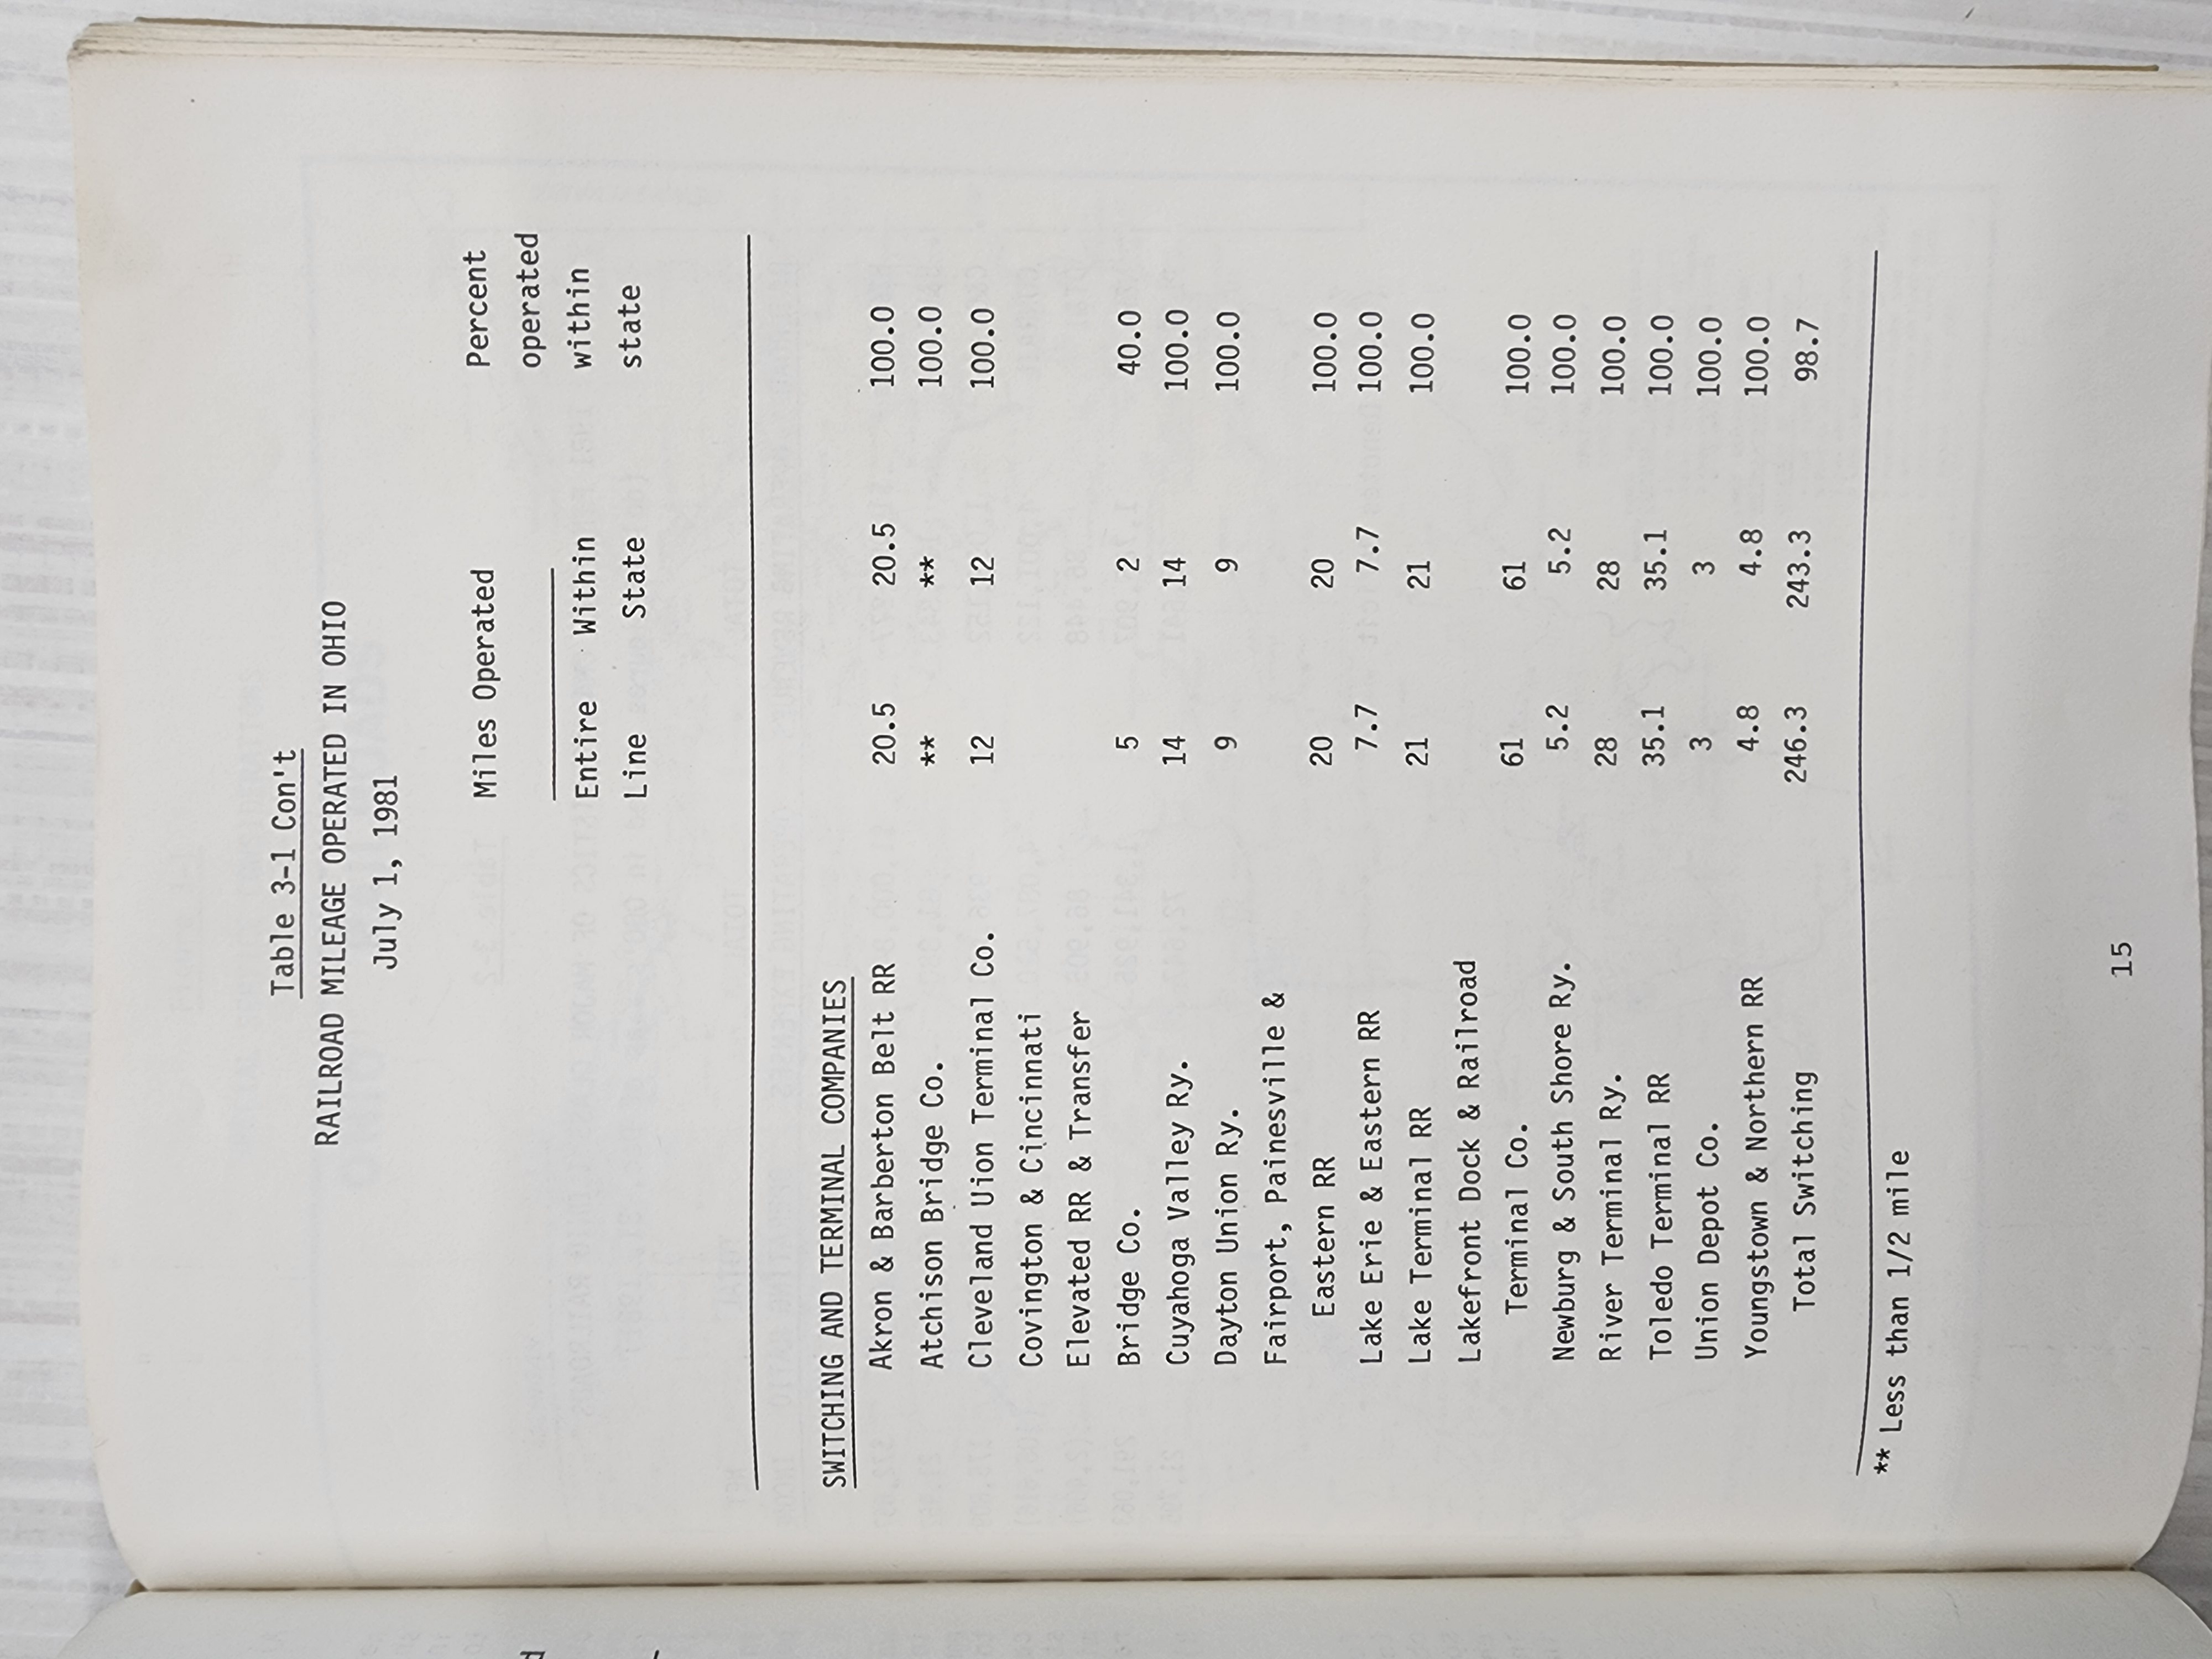 Table 3-1 Con't
RAILROAD MILEAGE OPERATED IN OHIO
July 1, 1981
Miles Operated Percent
operated
Entire Within within
Line State state
SWITCHING AND TERMINAL COMPANIES
Akron & Barberton Belt RR 20.5 20.5 100.0
Atchison Bridge Co. ** ** 100.0
Cleveland Uion Terminal Co. 12 12 100.0
Covington & Cincinnati
Elevated RR & Transfer
Bridge Co. 5 2 40.0
Cuyahoga Valley Ry. 14 14 100.0
Dayton Union Ry. 9 9 100.0
Fairport, Painesville &
Eastern RR 20 20 100.0
Lake Erie & Eastern RR 7.7 7.7 100.0
Lake Terminal RR 21 21 100.0
Lakefront Dock & Railroad
Terminal Co. 61 61 100.0
Newburg & South Shore Ry. 5.2 5.2 100.0
River Terminal Ry. 28 28 100.0
Toledo Terminal RR 35.1 35.1 100.0
Union Depot Co. 3 3 100.0
Youngstown & Northern RR 4.8 4.8 100.0
Total Switching 246.3 243.3 98.7
** Less than 1/2 mile
15